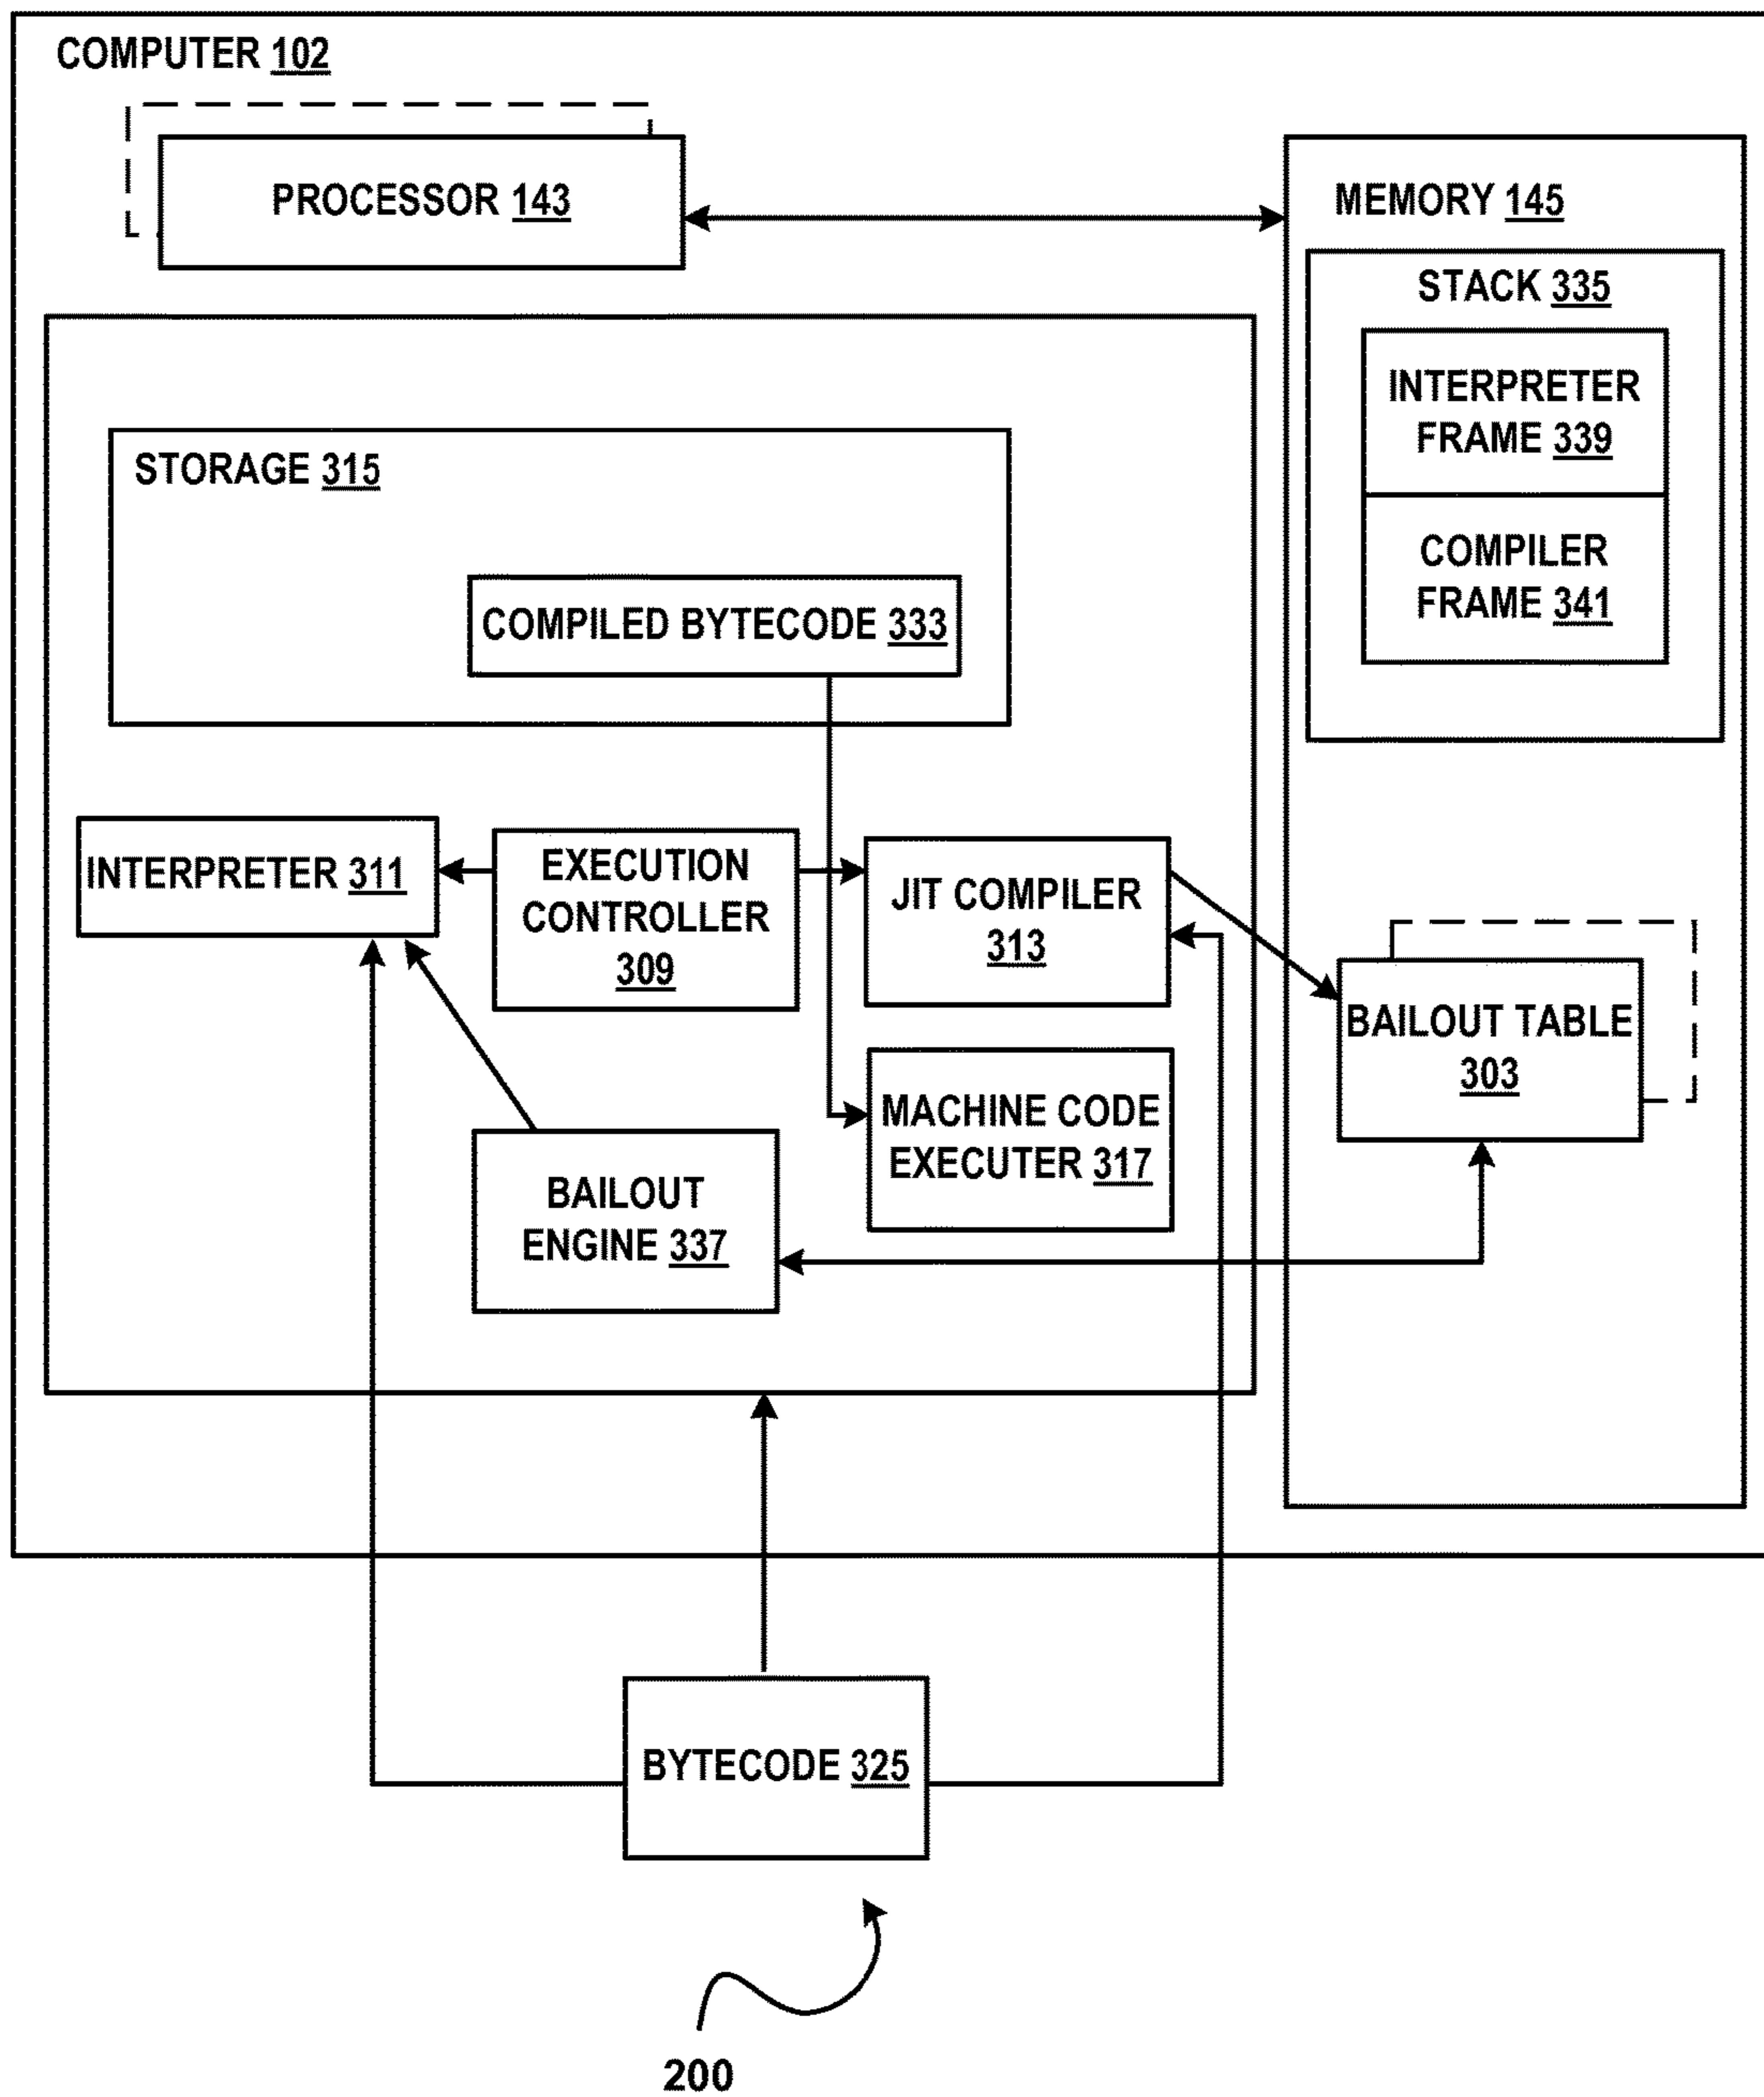 COMPUTER 102
PROCESSOR 143
MEMORY 145
STACK 335
INTERPRETER
FRAME 339
COMPILER
FRAME 341
STORAGE 315
COMPILED BYTECODE 333
INTERPRETER 311
EXECUTION
CONTROLLER
309
JIT COMPILER
313
BAILOUT TABLE
303
MACHINE CODE
EXECUTER 317
BAILOUT
ENGINE 337
BYTECODE 325
200